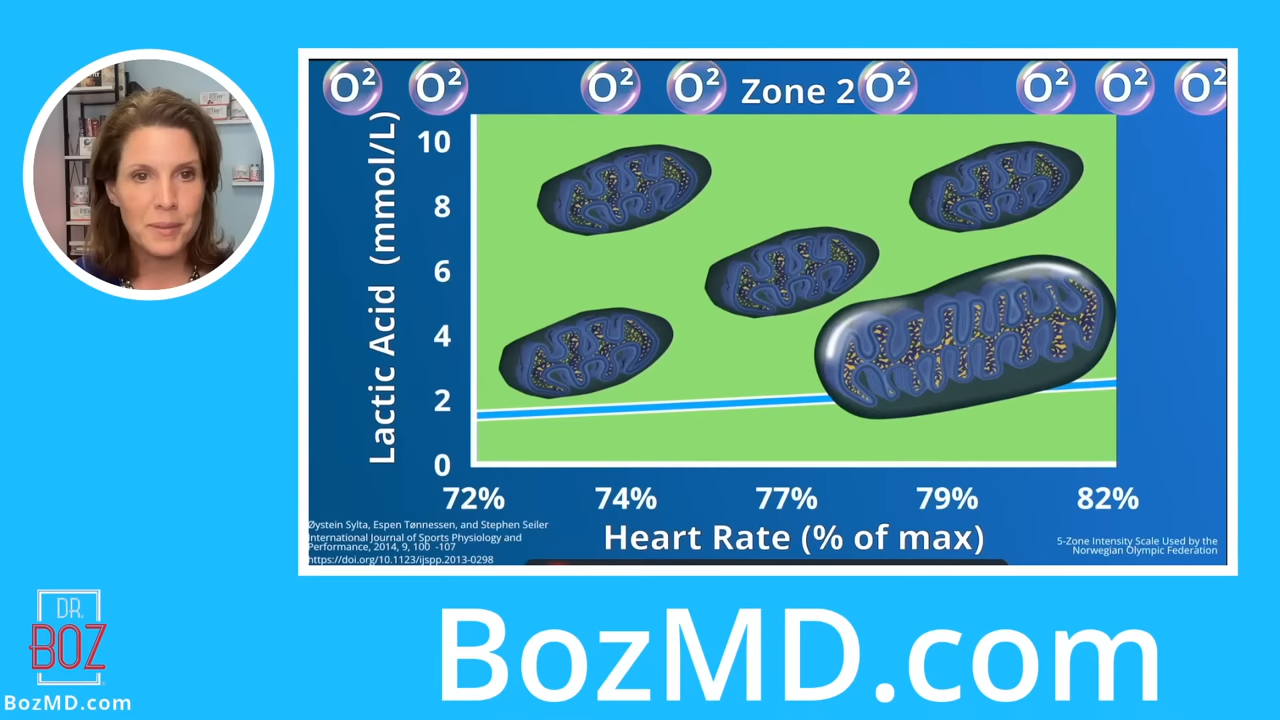 O² O² O² O² Zone 2 O² O² O² O²
Lactic Acid (mmol/L)
10
8
6
4
2
0
72% 74% 77% 79% 82%
Heart Rate (% of max)
Øystein Sylta, Espen Tønnessen, and Stephen Seiler
International Journal of Sports Physiology and
Performance, 2014, 9, 100 -107
https://doi.org/10.1123/ijspp.2013-0298
5-Zone Intensity Scale Used by the
Norwegian Olympic Federation
DR.
BOZ
BozMD.com
BozMD.com